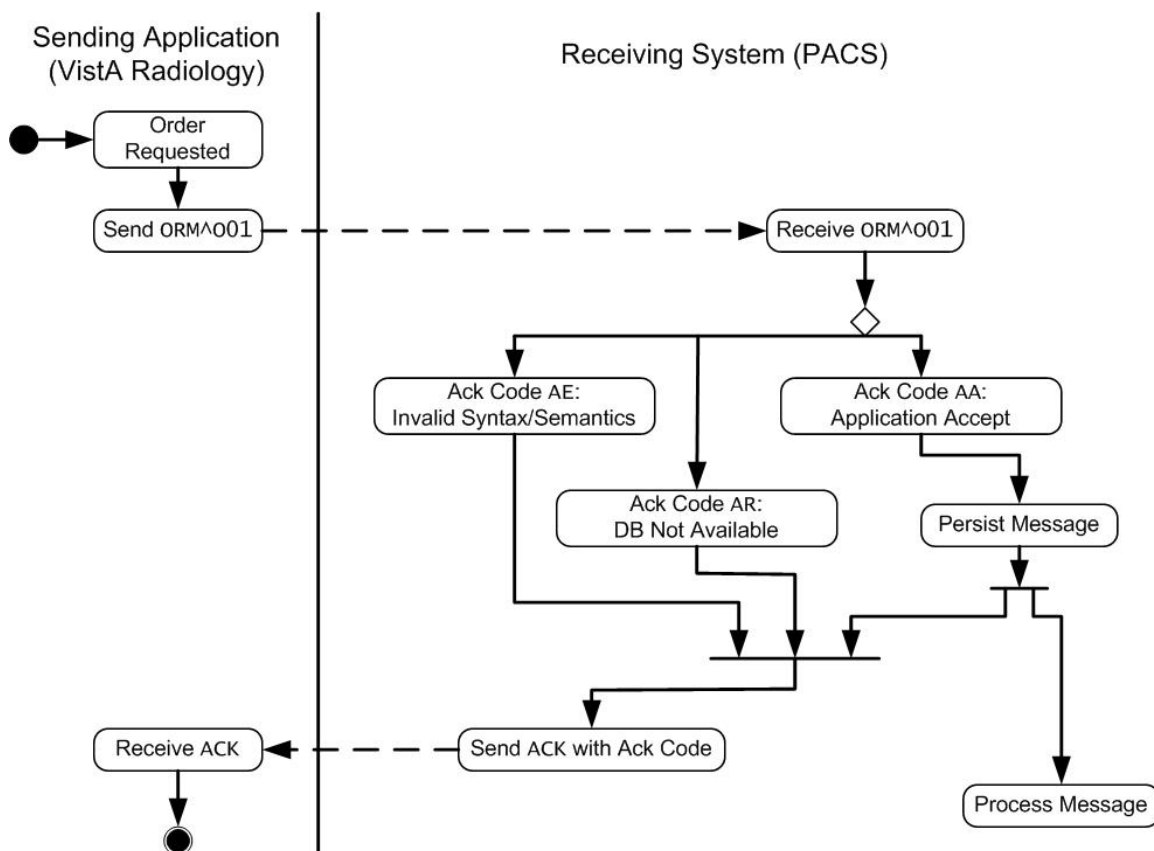 Sending Application
(VistA Radiology)
Receiving System (PACS)
Order
Requested
Send ORM^O01
Receive ORM^O01
Ack Code AE:
Invalid Syntax/Semantics
Ack Code AA:
Application Accept
Ack Code AR:
DB Not Available
Persist Message
Receive ACK
Send ACK with Ack Code
Process Message